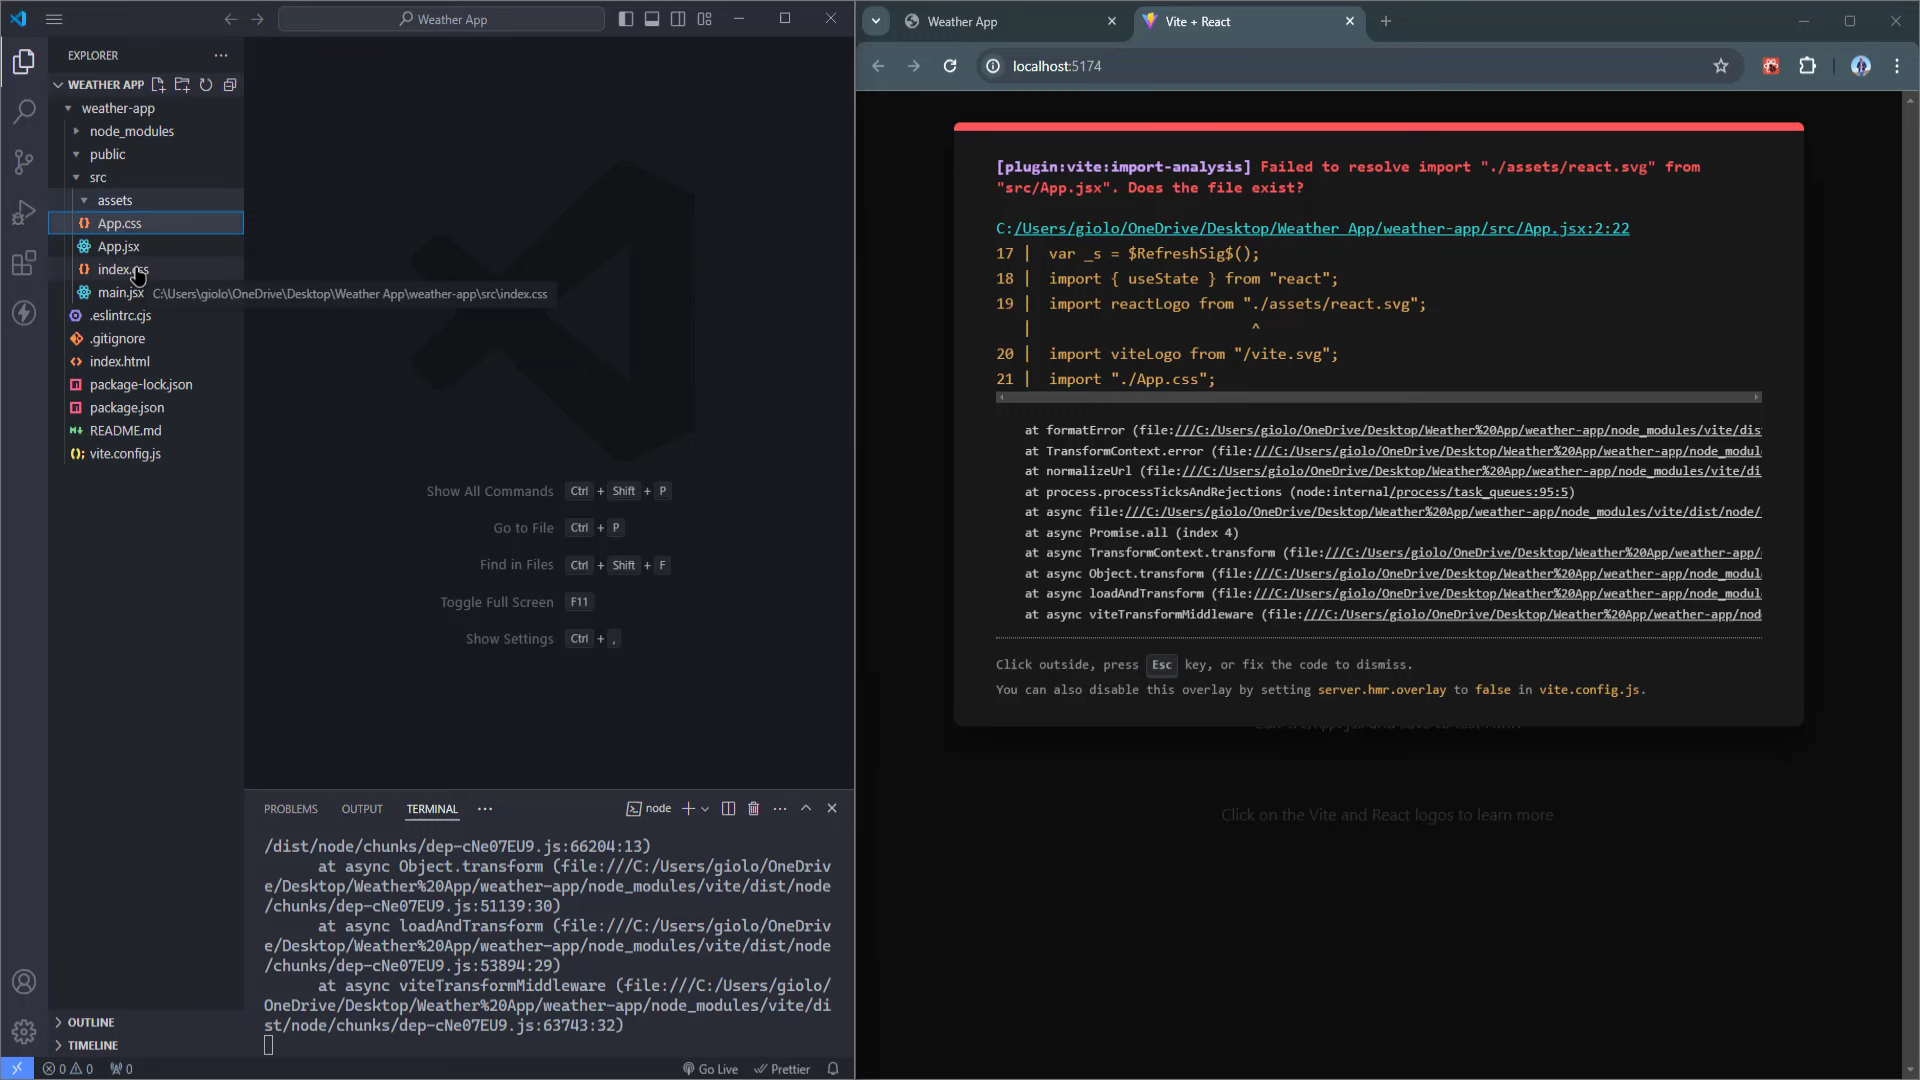 Weather App
EXPLORER
WEATHER APP
weather-app
node_modules
public
src
assets
App.css
App.jsx
index.css
main.jsx
C:\Users\giolo\OneDrive\Desktop\Weather App\weather-app\src\index.css
.eslintrc.cjs
.gitignore
index.html
package-lock.json
package.json
README.md
vite.config.js
OUTLINE
TIMELINE
Show All Commands Ctrl + Shift + P
Go to File Ctrl + P
Find in Files Ctrl + Shift + F
Toggle Full Screen F11
Show Settings Ctrl + ,
PROBLEMS OUTPUT TERMINAL node
/dist/node/chunks/dep-cNe07EU9.js:66204:13)
at async Object.transform (file:///C:/Users/giolo/OneDriv
e/Desktop/Weather%20App/weather-app/node_modules/vite/dist/node
/chunks/dep-cNe07EU9.js:51139:30)
at async loadAndTransform (file:///C:/Users/giolo/OneDriv
e/Desktop/Weather%20App/weather-app/node_modules/vite/dist/node
/chunks/dep-cNe07EU9.js:53894:29)
at async viteTransformMiddleware (file:///C:/Users/giolo/
OneDrive/Desktop/Weather%20App/weather-app/node_modules/vite/di
st/node/chunks/dep-cNe07EU9.js:63743:32)
0 0 0 Go Live Prettier
Weather App
Vite + React
localhost:5174
[plugin:vite:import-analysis] Failed to resolve import "./assets/react.svg" from
"src/App.jsx". Does the file exist?
C:/Users/giolo/OneDrive/Desktop/Weather App/weather-app/src/App.jsx:2:22
17 | var _s = $RefreshSig$();
18 | import { useState } from "react";
19 | import reactLogo from "./assets/react.svg";
| ^
20 | import viteLogo from "/vite.svg";
21 | import "./App.css";
at formatError (file:///C:/Users/giolo/OneDrive/Desktop/Weather%20App/weather-app/node_modules/vite/dis
at TransformContext.error (file:///C:/Users/giolo/OneDrive/Desktop/Weather%20App/weather-app/node_modul
at normalizeUrl (file:///C:/Users/giolo/OneDrive/Desktop/Weather%20App/weather-app/node_modules/vite/di
at process.processTicksAndRejections (node:internal/process/task_queues:95:5)
at async file:///C:/Users/giolo/OneDrive/Desktop/Weather%20App/weather-app/node_modules/vite/dist/node/
at async Promise.all (index 4)
at async TransformContext.transform (file:///C:/Users/giolo/OneDrive/Desktop/Weather%20App/weather-app/
at async Object.transform (file:///C:/Users/giolo/OneDrive/Desktop/Weather%20App/weather-app/node_modul
at async loadAndTransform (file:///C:/Users/giolo/OneDrive/Desktop/Weather%20App/weather-app/node_modul
at async viteTransformMiddleware (file:///C:/Users/giolo/OneDrive/Desktop/Weather%20App/weather-app/nod
Click outside, press Esc key, or fix the code to dismiss.
You can also disable this overlay by setting server.hmr.overlay to false in vite.config.js.
Click on the Vite and React logos to learn more